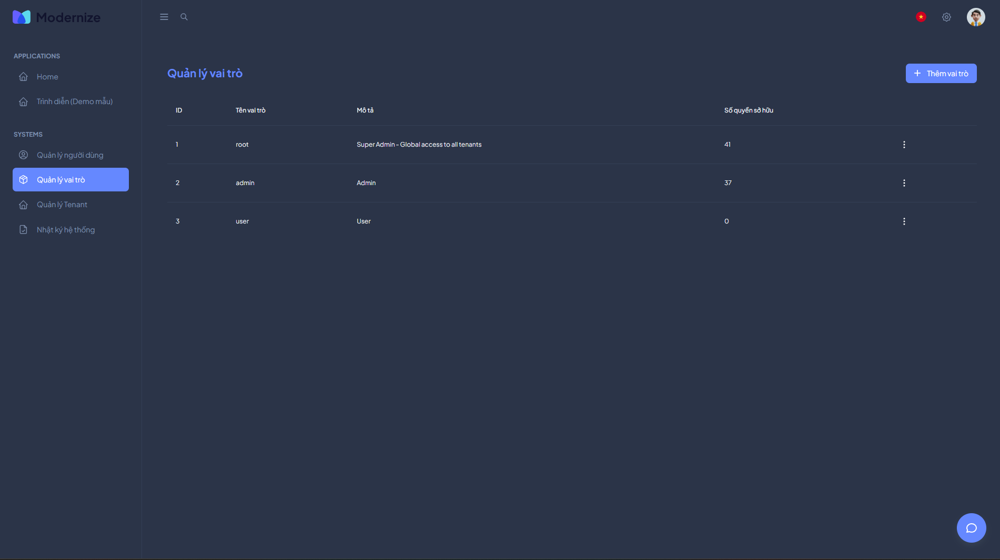 Modernize
APPLICATIONS
Home
Trình diễn (Demo mẫu)
SYSTEMS
Quản lý người dùng
Quản lý vai trò
Quản lý Tenant
Nhật ký hệ thống
Quản lý vai trò
Thêm vai trò
ID Tên vai trò Mô tả Số quyền sở hữu
1 root Super Admin - Global access to all tenants 41
2 admin Admin 37
3 user User 0